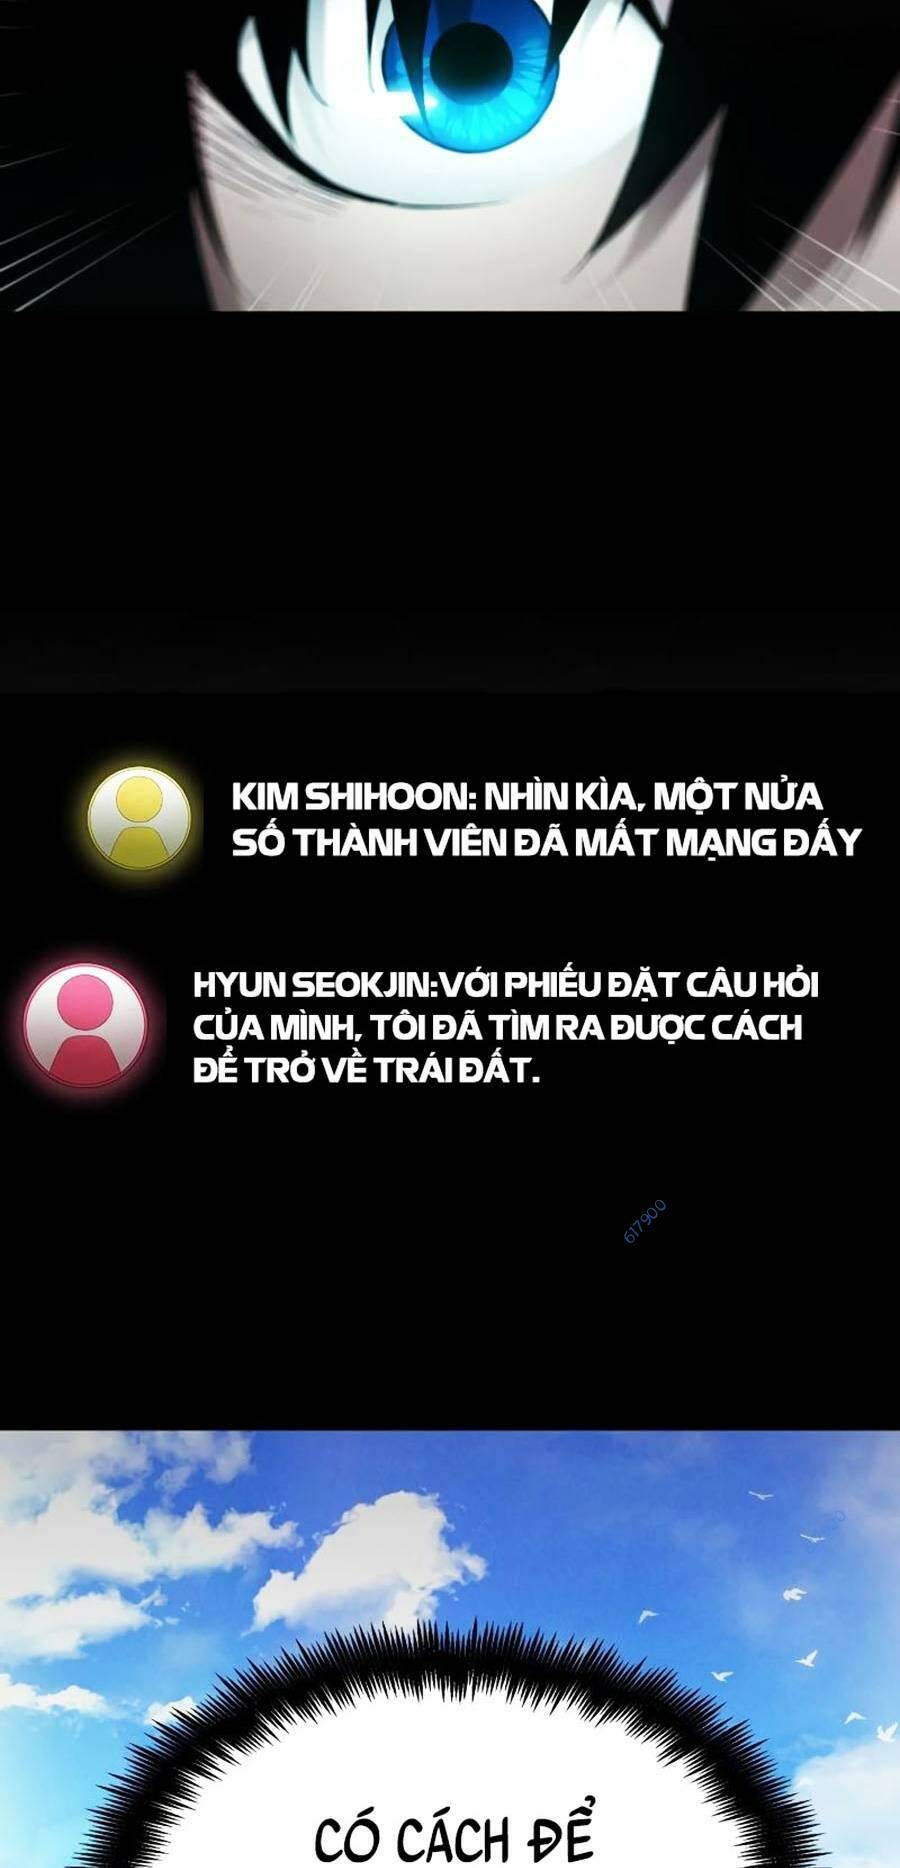 KIM SHIHOON: NHÌN KÌA, MỘT NỬA
SỐ THÀNH VIÊN ĐÃ MẤT MẠNG ĐẤY
HYUN SEOKJIN:VỚI PHIẾU ĐẶT CÂU HỎI
CỦA MÌNH, TÔI ĐÃ TÌM RA ĐƯỢC CÁCH
ĐỂ TRỞ VỀ TRÁI ĐẤT.
617900
CÓ CÁCH ĐỂ